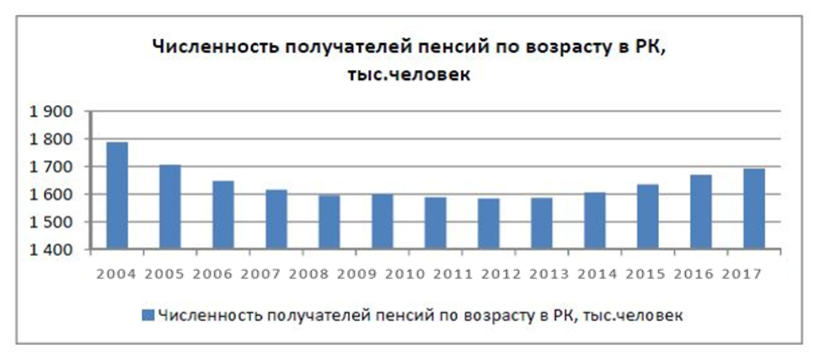 Численность получателей пенсий по возрасту в РК,
тыс.человек
1 900
1 800
1 700
1 600
1 500
1 400
2004 2005 2006 2007 2008 2009 2010 2011 2012 2013 2014 2015 2016 2017
Численность получателей пенсий по возрасту в РК, тыс.человек